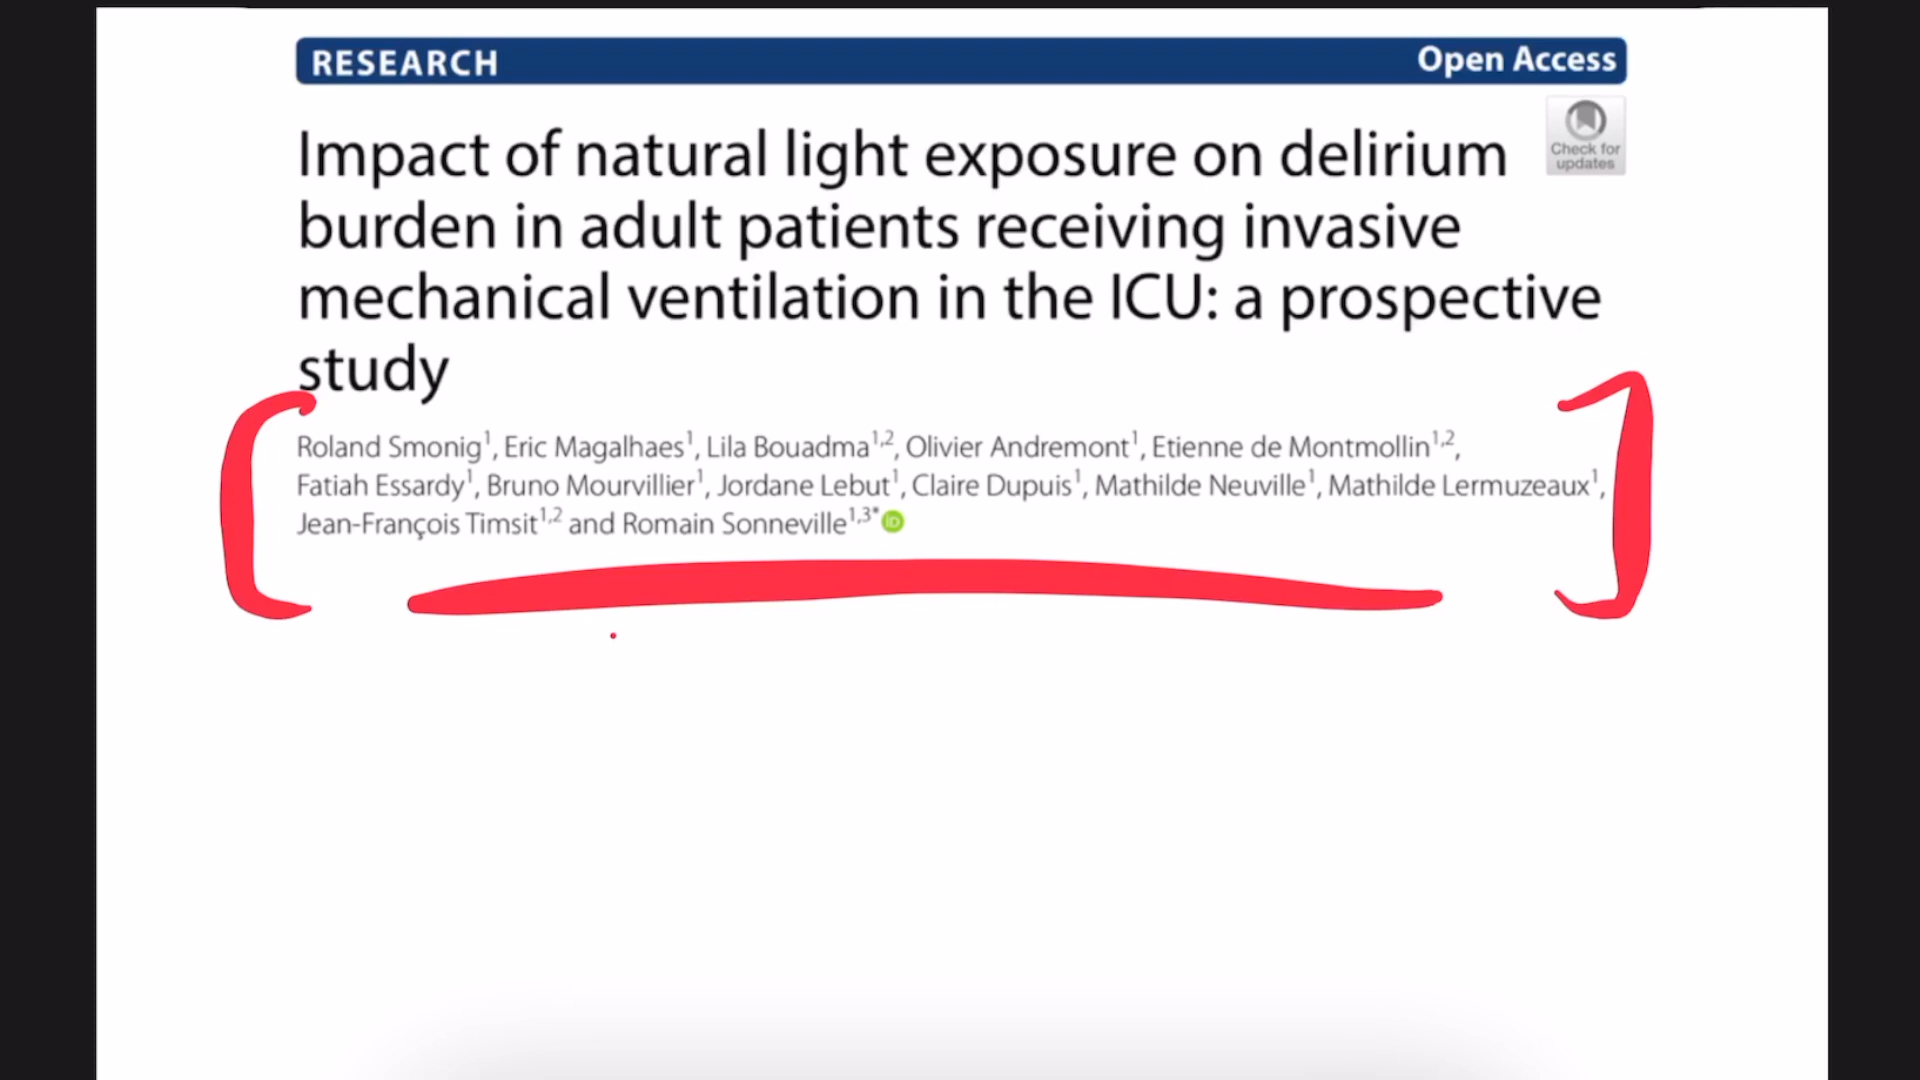 RESEARCH Open Access
Check for
updates
Impact of natural light exposure on delirium
burden in adult patients receiving invasive
mechanical ventilation in the ICU: a prospective
study
Roland Smonig1, Eric Magalhaes1, Lila Bouadma1,2, Olivier Andremont1, Etienne de Montmollin1,2,
Fatiah Essardy1, Bruno Mourvillier1, Jordane Lebut1, Claire Dupuis1, Mathilde Neuville1, Mathilde Lermuzeaux1,
Jean-François Timsit1,2 and Romain Sonneville1,3* iD